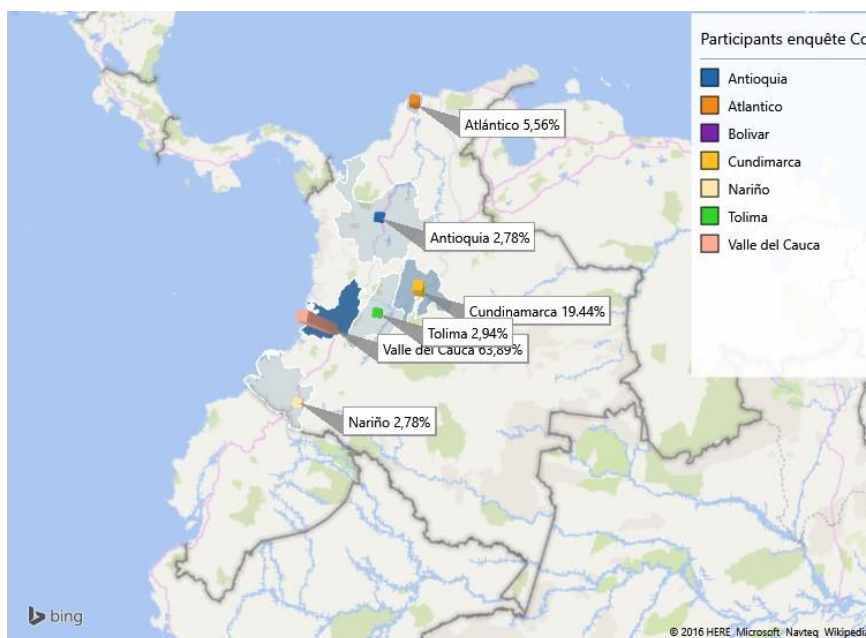 Participants enquête Co
Antioquia
Atlantico
Bolivar
Cundimarca
Nariño
Tolima
Valle del Cauca
Atlántico 5,56%
Antioquia 2,78%
Cundinamarca 19.44%
Tolima 2,94%
Valle del Cauca 63,89%
Nariño 2,78%
bing
© 2016 HERE Microsoft Navteq Wikipedia